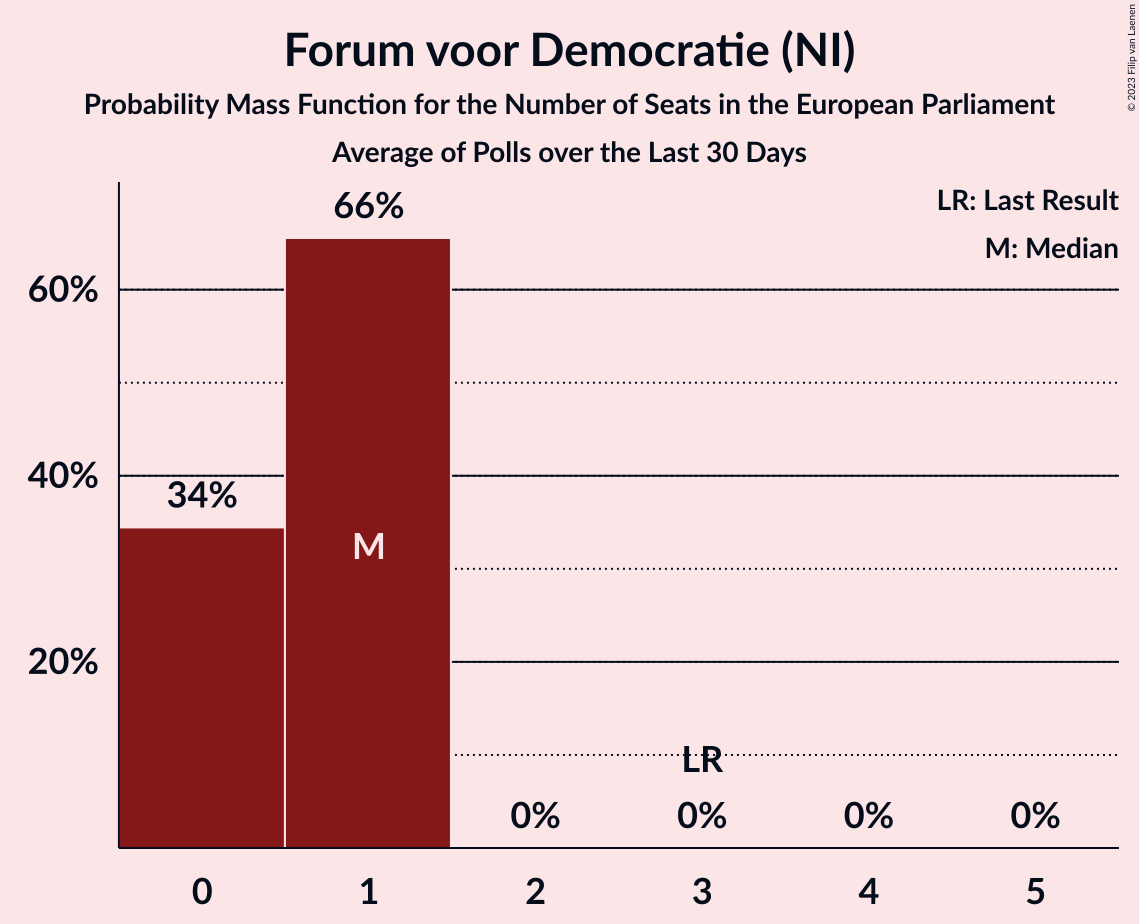 © 2023 Filip van Laenen
Forum voor Democratie (NI)
Probability Mass Function for the Number of Seats in the European Parliament
Average of Polls over the Last 30 Days
LR: Last Result
M: Median
66%
60%
40%
34%
M
20%
LR
0% 0% 0% 0%
0 1 2 3 4 5